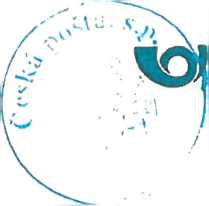 Česká pošta, s.p.